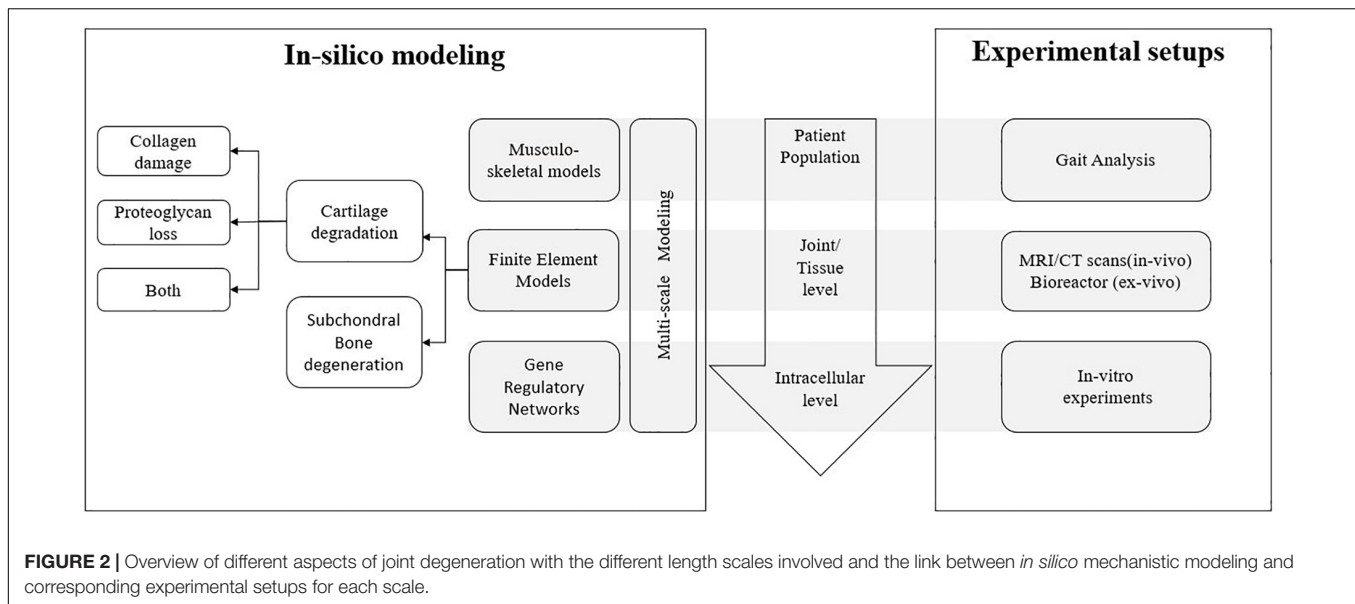 In-silico modeling
Experimental setups
Collagen
damage
Proteoglycan
loss
Both
Cartilage
degradation
Subchondral
Bone
degeneration
Musculo-
skeletal models
Finite Element
Models
Gene
Regulatory
Networks
Multi-scale Modeling
Patient
Population
Joint/
Tissue
level
Intracellular
level
Gait Analysis
MRI/CT scans(in-vivo)
Bioreactor (ex-vivo)
In-vitro
experiments
FIGURE 2 | Overview of different aspects of joint degeneration with the different length scales involved and the link between in silico mechanistic modeling and
corresponding experimental setups for each scale.